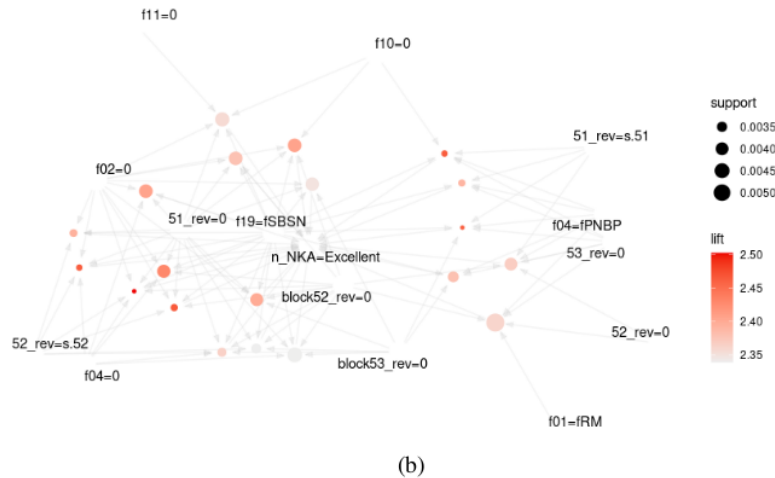 f11=0
f10=0
support
0.0035
51_rev=s.51
0.0040
0.0045
f02=0
0.0050
51_rev=0
f19=fSBSN
f04=fPNBP
lift
53_rev=0
2.50
n_NKA=Excellent
2.45
block52_rev=0
2.40
52_rev=0
52_rev=s.52
2.35
block53_rev=0
f04=0
f01=fRM
(b)